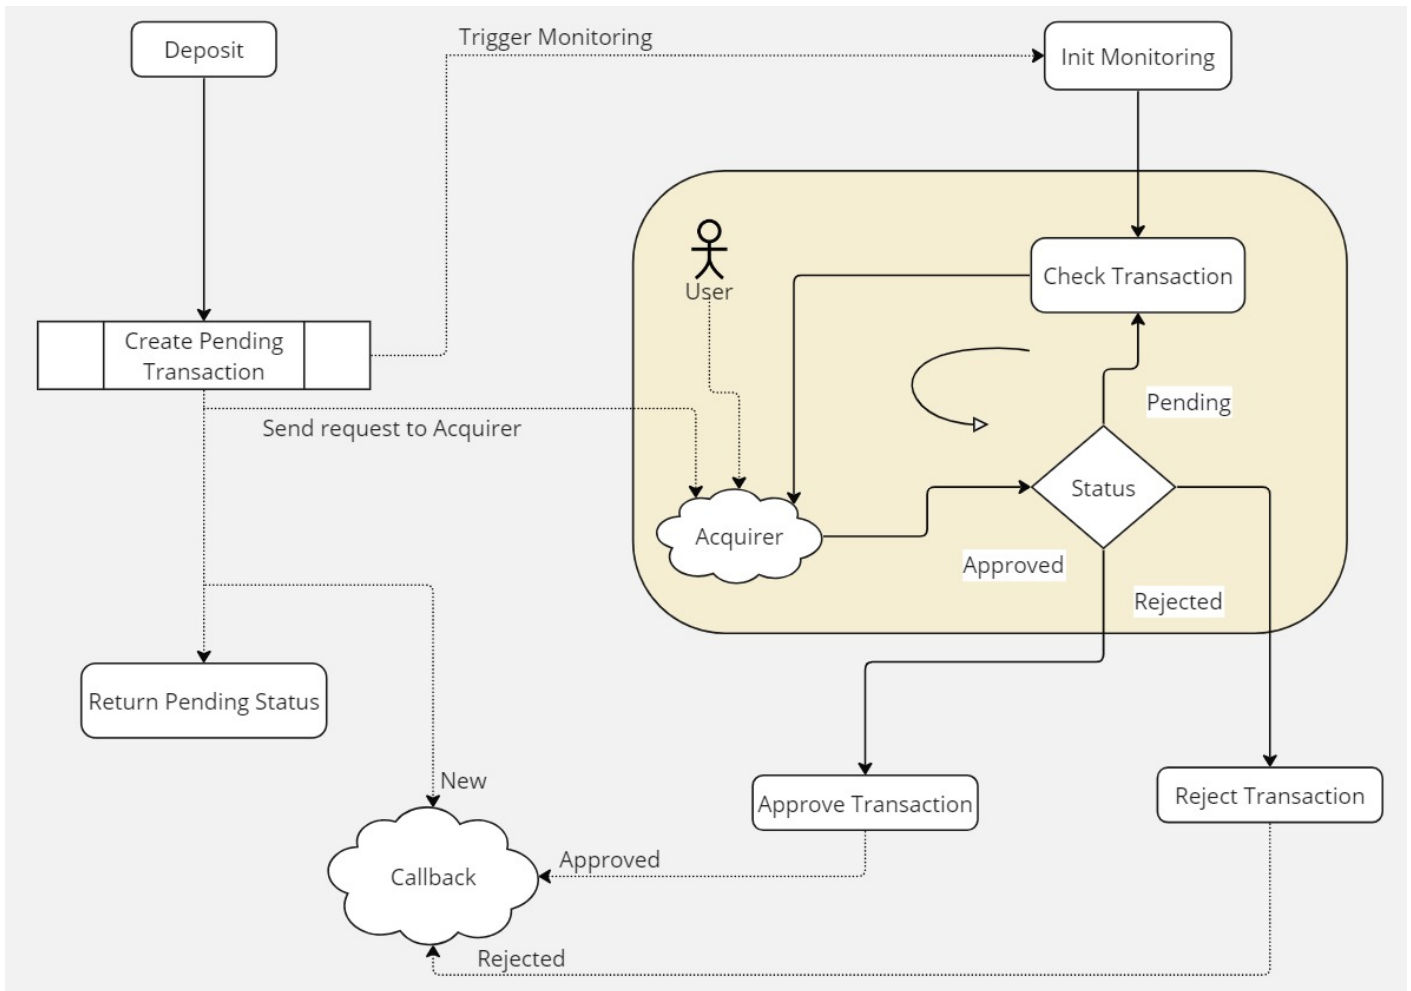 Deposit
Trigger Monitoring
Init Monitoring
User
Check Transaction
Create Pending
Transaction
Send request to Acquirer
Pending
Status
Acquirer
Approved
Rejected
Return Pending Status
New
Approve Transaction
Reject Transaction
Callback
Approved
Rejected